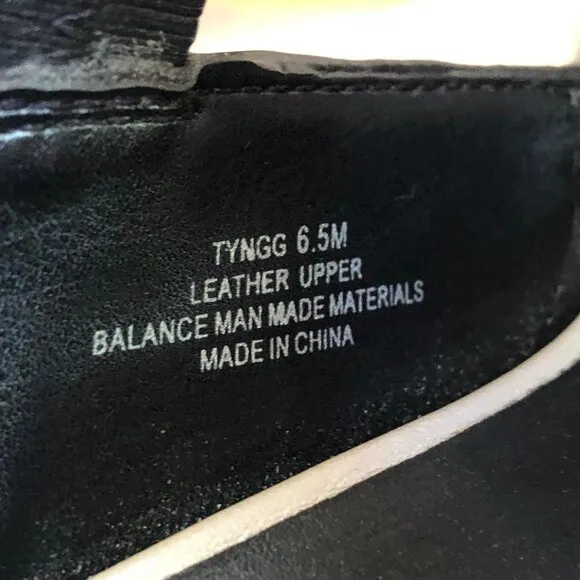 TYNGG 6.5M
LEATHER UPPER
BALANCE MAN MADE MATERIALS
MADE IN CHINA